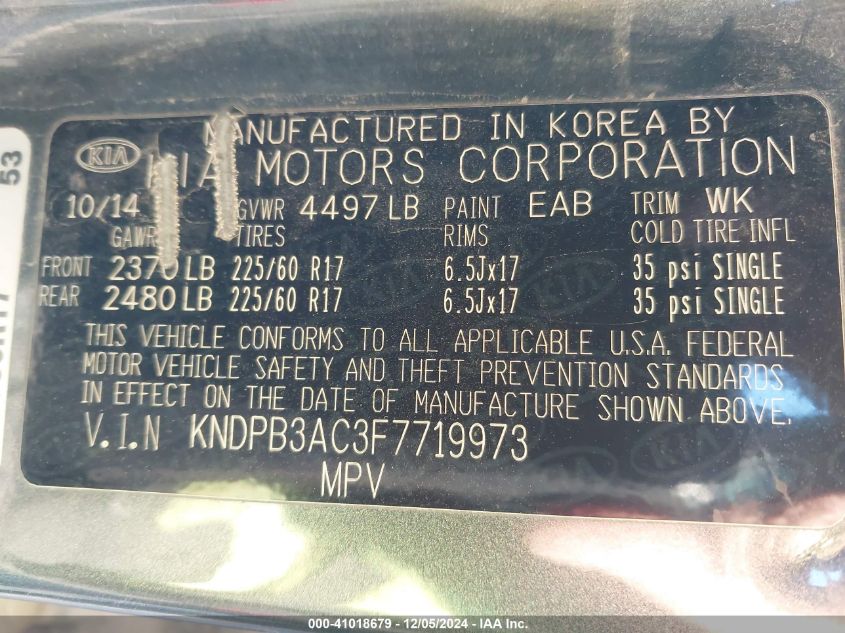 MANUFACTURED IN KOREA BY
KIA
KIA MOTORS CORPORATION
10/14 GVWR 4497 LB PAINT EAB TRIM WK
GAWR TIRES RIMS COLD TIRE INFL
FRONT 2370 LB 225/60 R17 6.5Jx17 35 psi SINGLE
REAR 2480 LB 225/60 R17 6.5Jx17 35 psi SINGLE
THIS VEHICLE CONFORMS TO ALL APPLICABLE U.S.A. FEDERAL
MOTOR VEHICLE SAFETY AND THEFT PREVENTION STANDARDS
IN EFFECT ON THE DATE OF MANUFACTURE SHOWN ABOVE.
V.I.N KNDPB3AC3F7719973
MPV
53
000-41018679 - 12/05/2024 - IAA Inc.